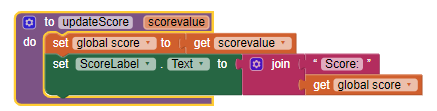 to updateScore scorevalue
do set global score to get scorevalue
set ScoreLabel . Text to join " Score: "
get global score